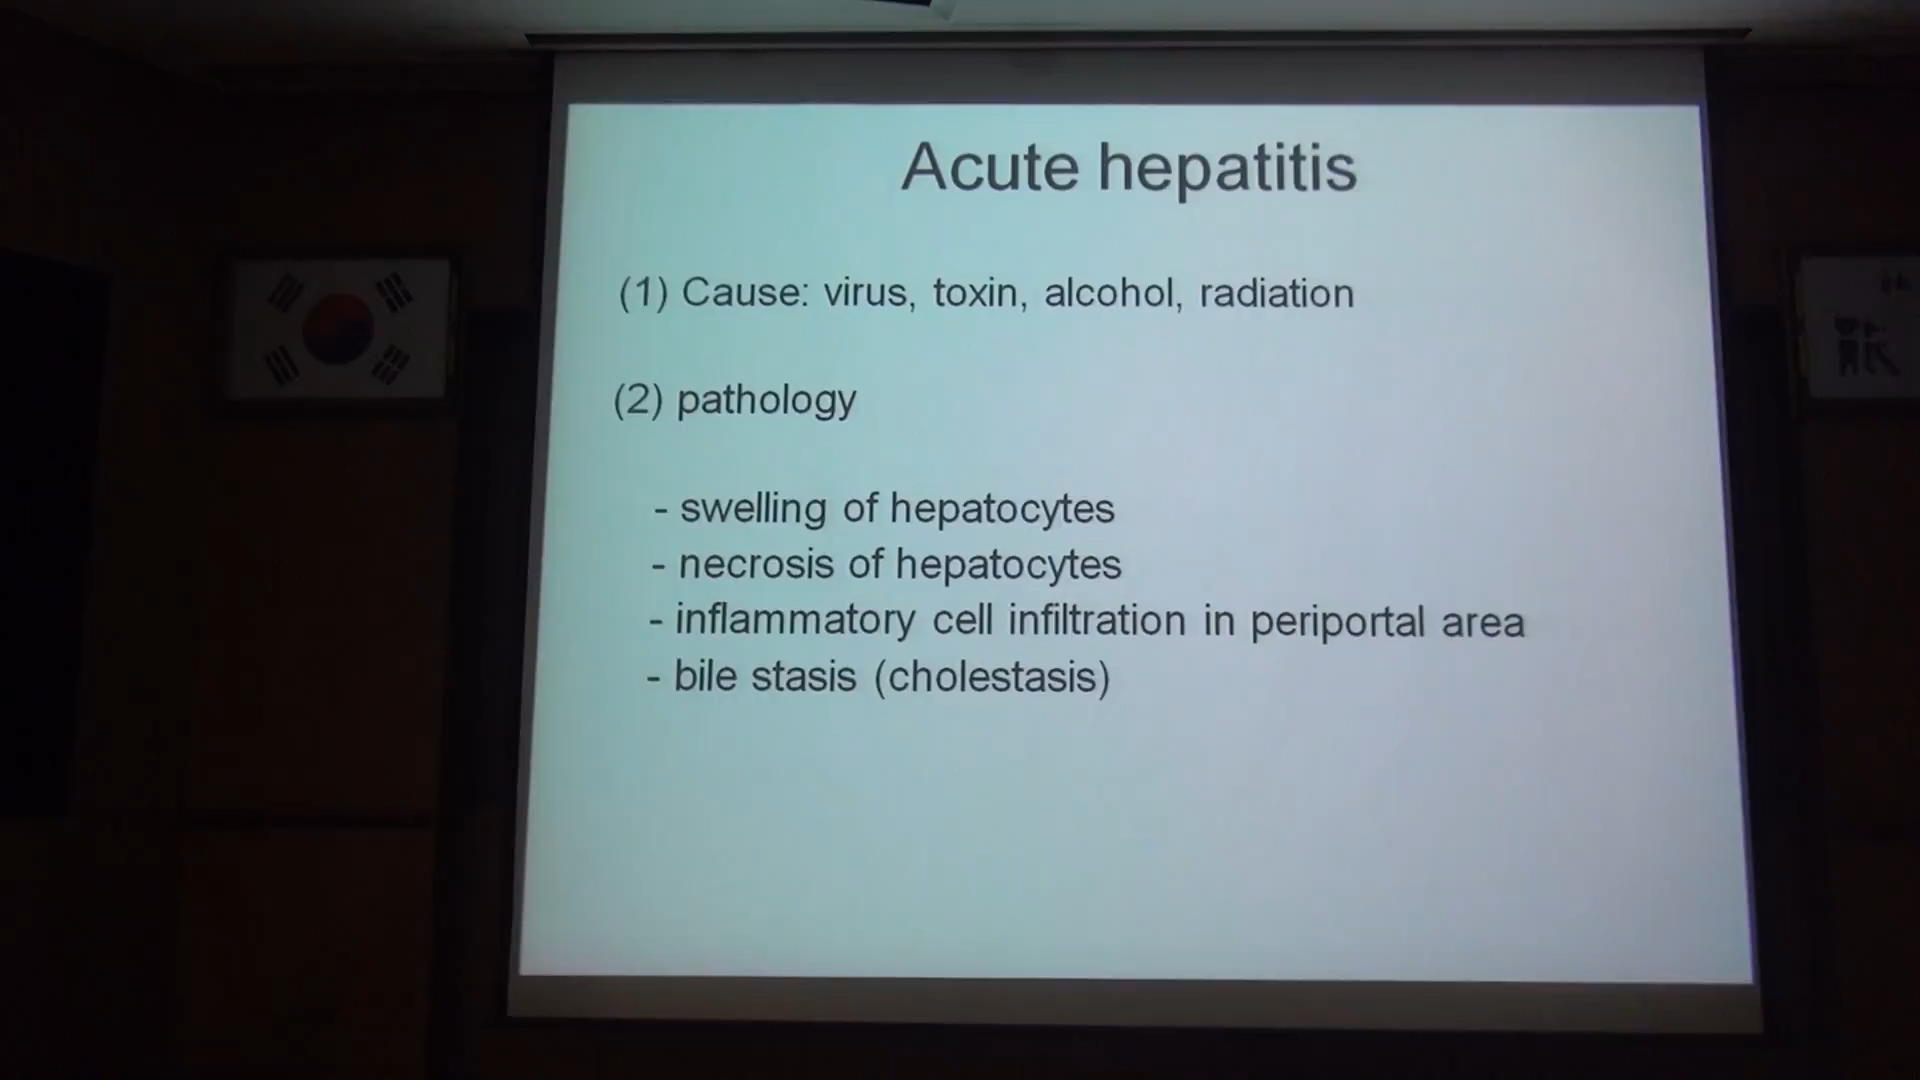 Acute hepatitis
(1) Cause: virus, toxin, alcohol, radiation
(2) pathology
- swelling of hepatocytes
- necrosis of hepatocytes
- inflammatory cell infiltration in periportal area
- bile stasis (cholestasis)